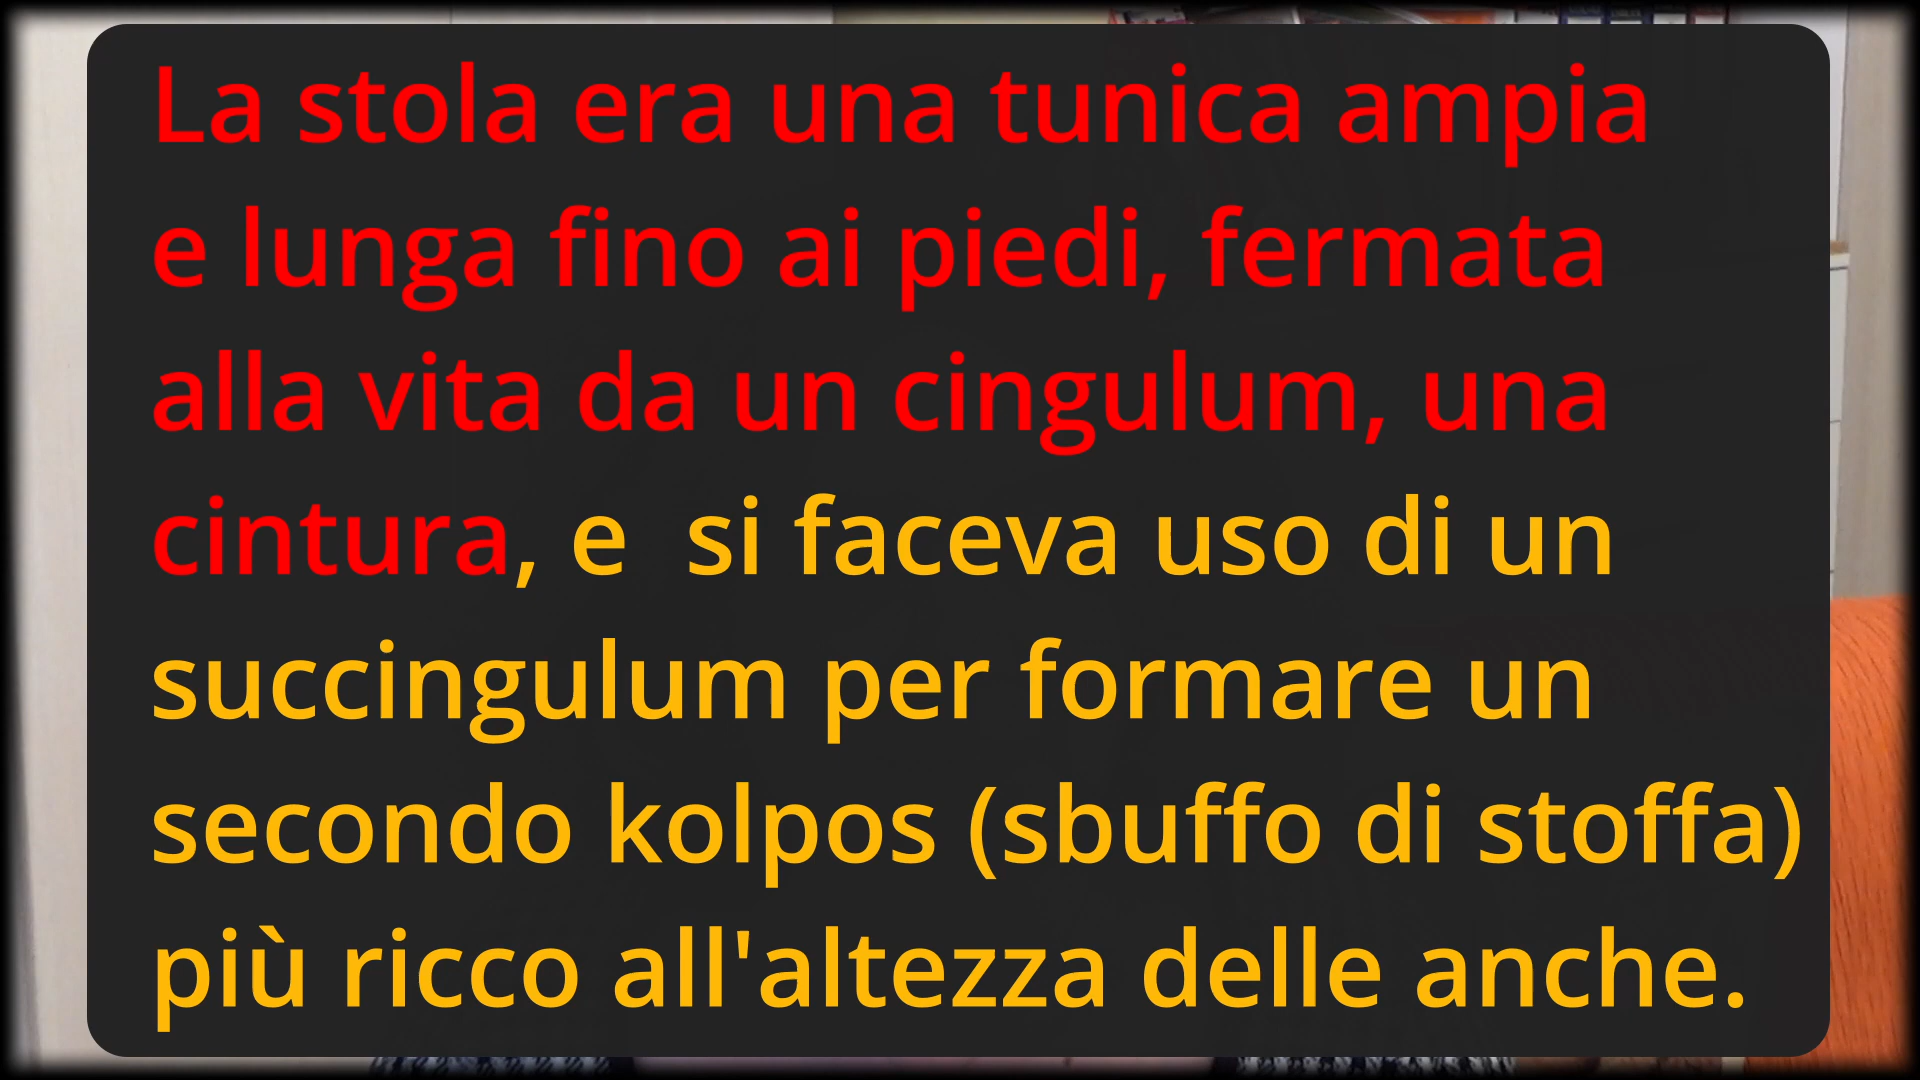 La stola era una tunica ampia
e lunga fino ai piedi, fermata
alla vita da un cingulum, una
cintura, e  si faceva uso di un
succingulum per formare un
secondo kolpos (sbuffo di stoffa)
più ricco all'altezza delle anche.